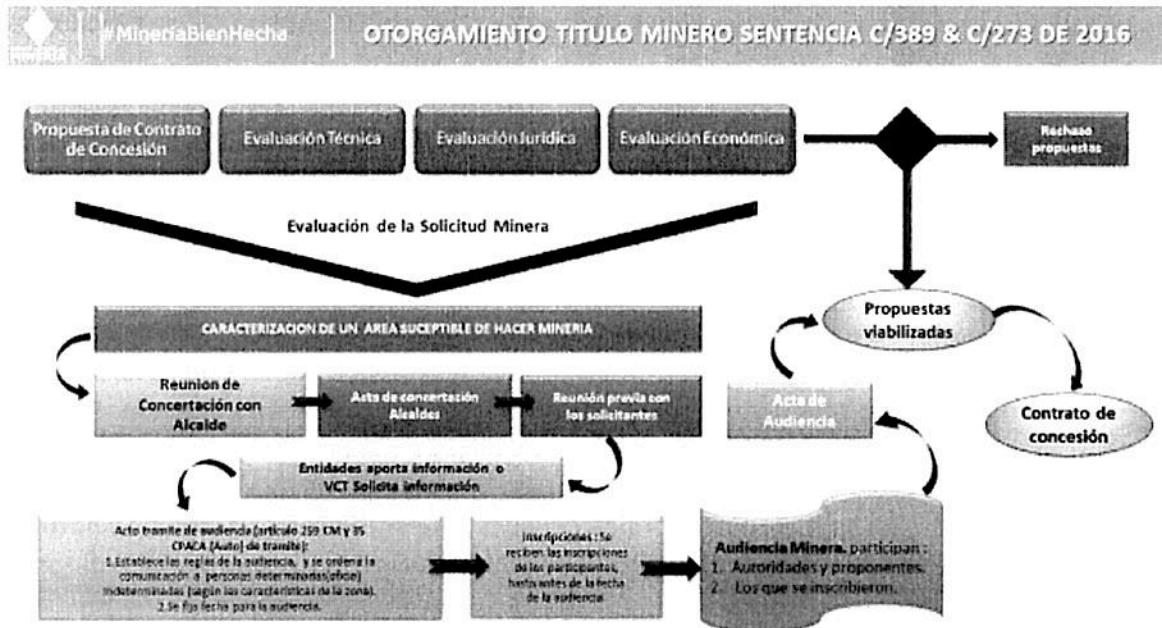 #MineríaBienHecha
OTORGAMIENTO TITULO MINERO SENTENCIA C/389 & C/273 DE 2016
Propuesta de Contrato
de Concesión
Evaluación Técnica
Evaluación Jurídica
Evaluación Económica
Rechazo
propuestas
Evaluación de la Solicitud Minera
CARACTERIZACION DE UN AREA SUCEPTIBLE DE HACER MINERIA
Propuestas
viabilizadas
Reunion de
Concertación con
Alcalde
Acta de concertación
Alcaldes
Reunión previa con
los solicitantes
Acta de
Audiencia
Contrato de
concesión
Entidades aporta información o
VCT Solicita información
Acto tramite de audiencia (artículo 259 CM y 35
CPACA (Auto) de tramite):
1.Establece las reglas de la audiencia, y se ordena la
comunicación a personas determinadas(oficio)
indeterminadas (según las características de la zona).
2.Se fija fecha para la audiencia.
Inscripciones: Se
reciben las inscripciones
de los participantes,
hasta antes de la fecha
de la audiencia.
Audiencia Minera. participan :
1. Autoridades y proponentes.
2. Los que se inscribieron.